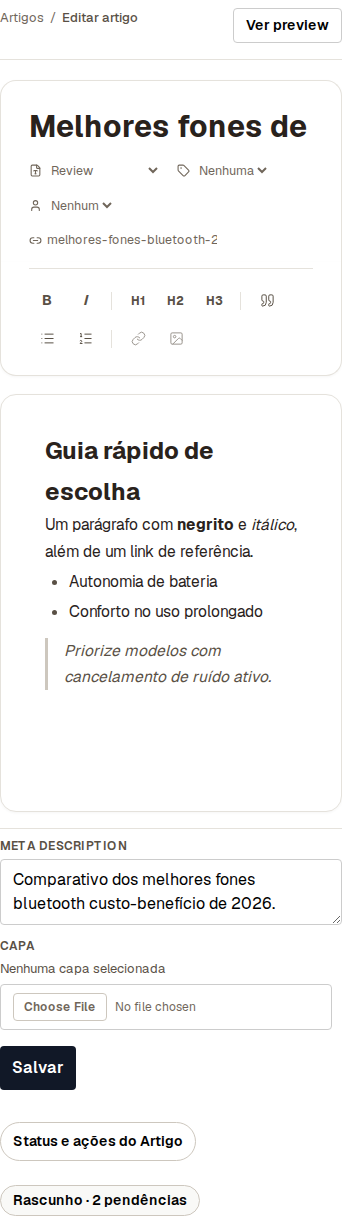 Artigos / Editar artigo
Ver preview
Melhores fones de
Review
Nenhuma
Nenhum
melhores-fones-bluetooth-2
B I H1 H2 H3
Guia rápido de
escolha
Um parágrafo com negrito e itálico,
além de um link de referência.
• Autonomia de bateria
• Conforto no uso prolongado
Priorize modelos com
cancelamento de ruído ativo.
META DESCRIPTION
Comparativo dos melhores fones
bluetooth custo-benefício de 2026.
CAPA
Nenhuma capa selecionada
Choose File No file chosen
Salvar
Status e ações do Artigo
Rascunho · 2 pendências